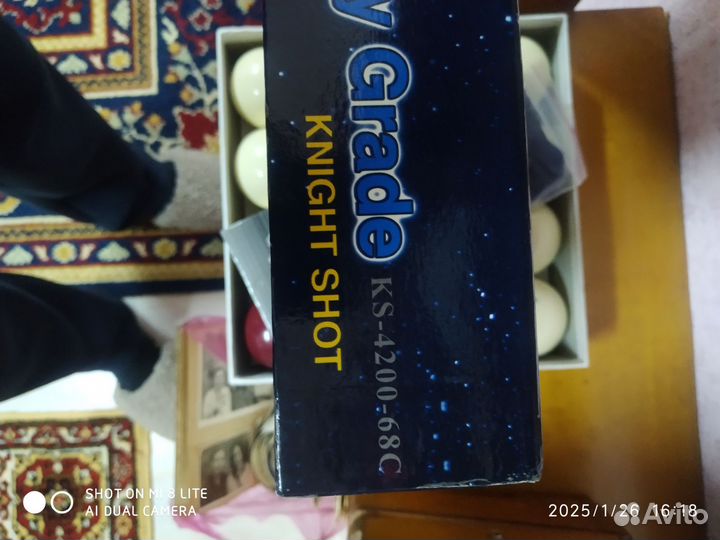 y Grade
KNIGHT SHOT
KS-4200-68C
SHOT ON MI 8 LITE
AI DUAL CAMERA
2025/1/26 16:18
Avito